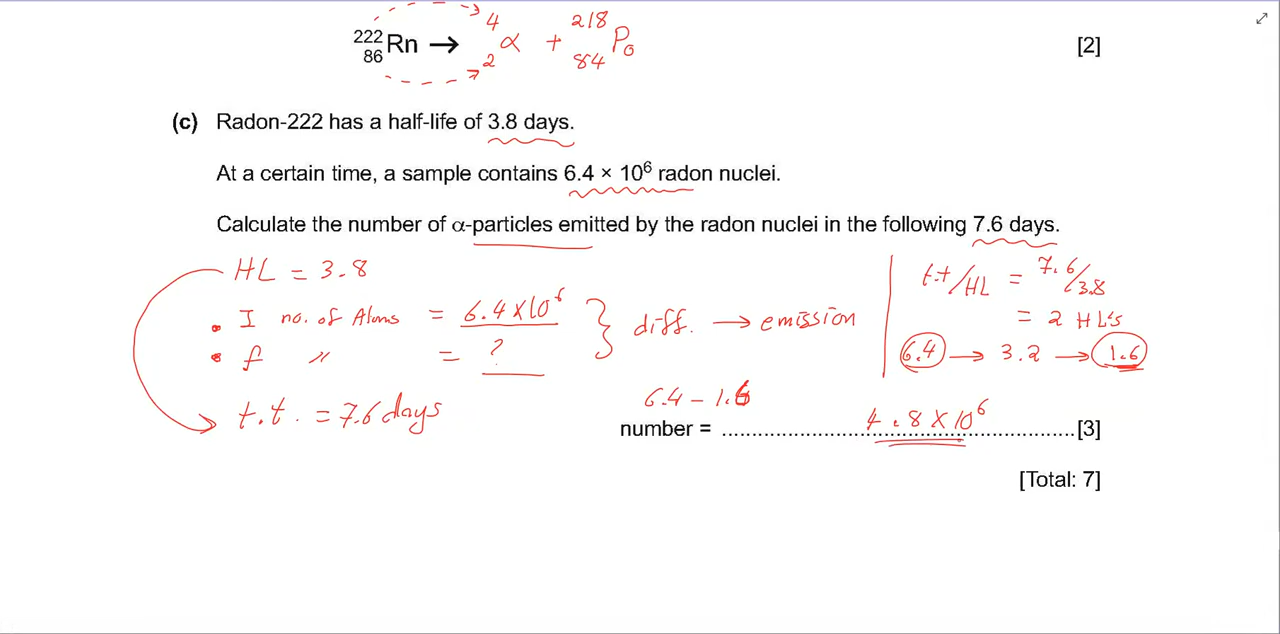 ²²²₈₆Rn → ⁴₂α + ²¹⁸₈₄Po [2]
(c) Radon-222 has a half-life of 3.8 days.
At a certain time, a sample contains 6.4 × 10⁶ radon nuclei.
Calculate the number of α-particles emitted by the radon nuclei in the following 7.6 days.
HL = 3.8
• I no. of Atoms = 6.4 × 10⁶
• f " = ?
} diff. → emission
t.t. = 7.6 days
t.t/HL = 7.6/3.8
= 2 HL's
6.4 → 3.2 → 1.6
6.4 – 1.6
number = 4.8 × 10⁶ [3]
[Total: 7]